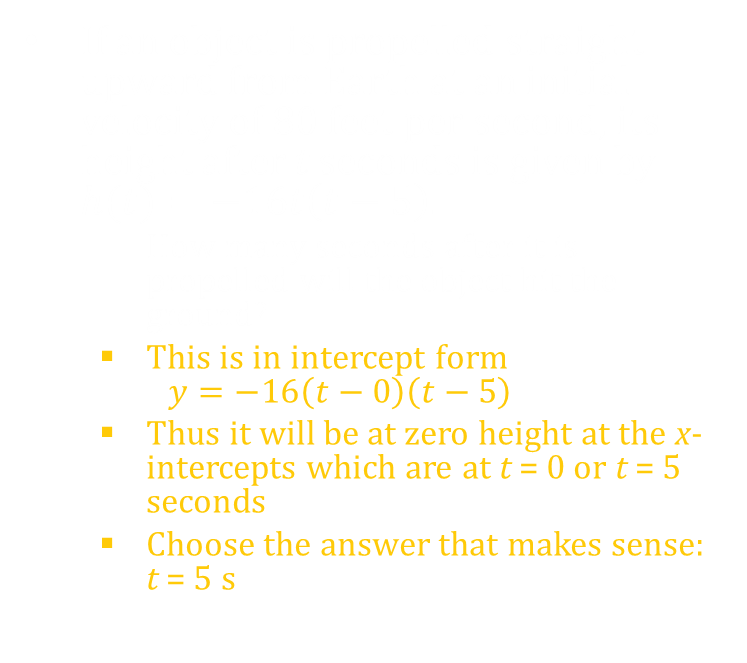 ▪ This is in intercept form
y = −16(t − 0)(t − 5)
▪ Thus it will be at zero height at the x-
intercepts which are at t = 0 or t = 5
seconds
▪ Choose the answer that makes sense:
t = 5 s